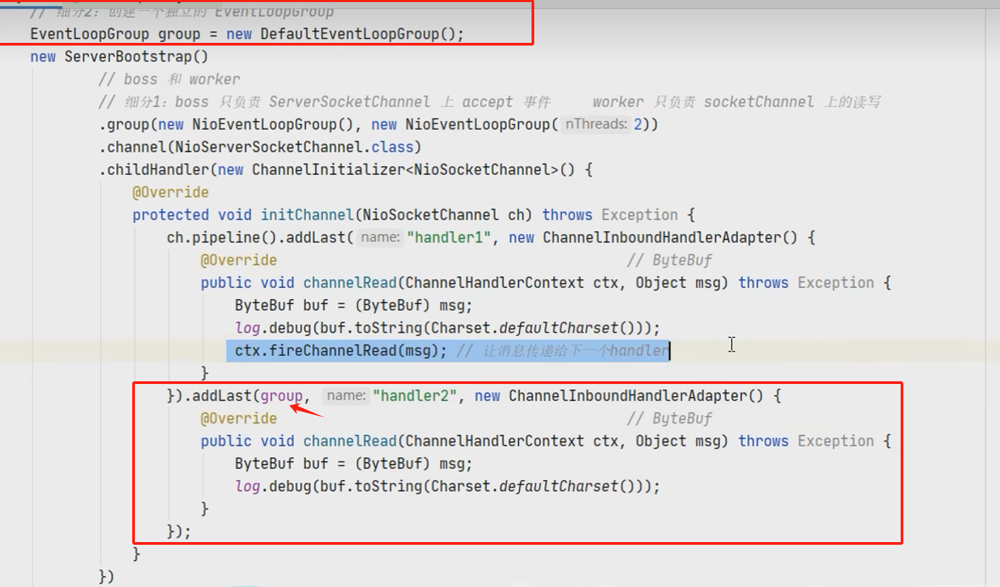 // 细分2：创建一个独立的 EventLoopGroup
EventLoopGroup group = new DefaultEventLoopGroup();
new ServerBootstrap()
// boss 和 worker
// 细分1：boss 只负责 ServerSocketChannel 上 accept 事件     worker 只负责 socketChannel 上的读写
.group(new NioEventLoopGroup(), new NioEventLoopGroup( nThreads: 2))
.channel(NioServerSocketChannel.class)
.childHandler(new ChannelInitializer<NioSocketChannel>() {
@Override
protected void initChannel(NioSocketChannel ch) throws Exception {
ch.pipeline().addLast( name: "handler1", new ChannelInboundHandlerAdapter() {
@Override // ByteBuf
public void channelRead(ChannelHandlerContext ctx, Object msg) throws Exception {
ByteBuf buf = (ByteBuf) msg;
log.debug(buf.toString(Charset.defaultCharset()));
ctx.fireChannelRead(msg); // 让消息传递给下一个handler
}
}).addLast(group, name: "handler2", new ChannelInboundHandlerAdapter() {
@Override // ByteBuf
public void channelRead(ChannelHandlerContext ctx, Object msg) throws Exception {
ByteBuf buf = (ByteBuf) msg;
log.debug(buf.toString(Charset.defaultCharset()));
}
});
}
})